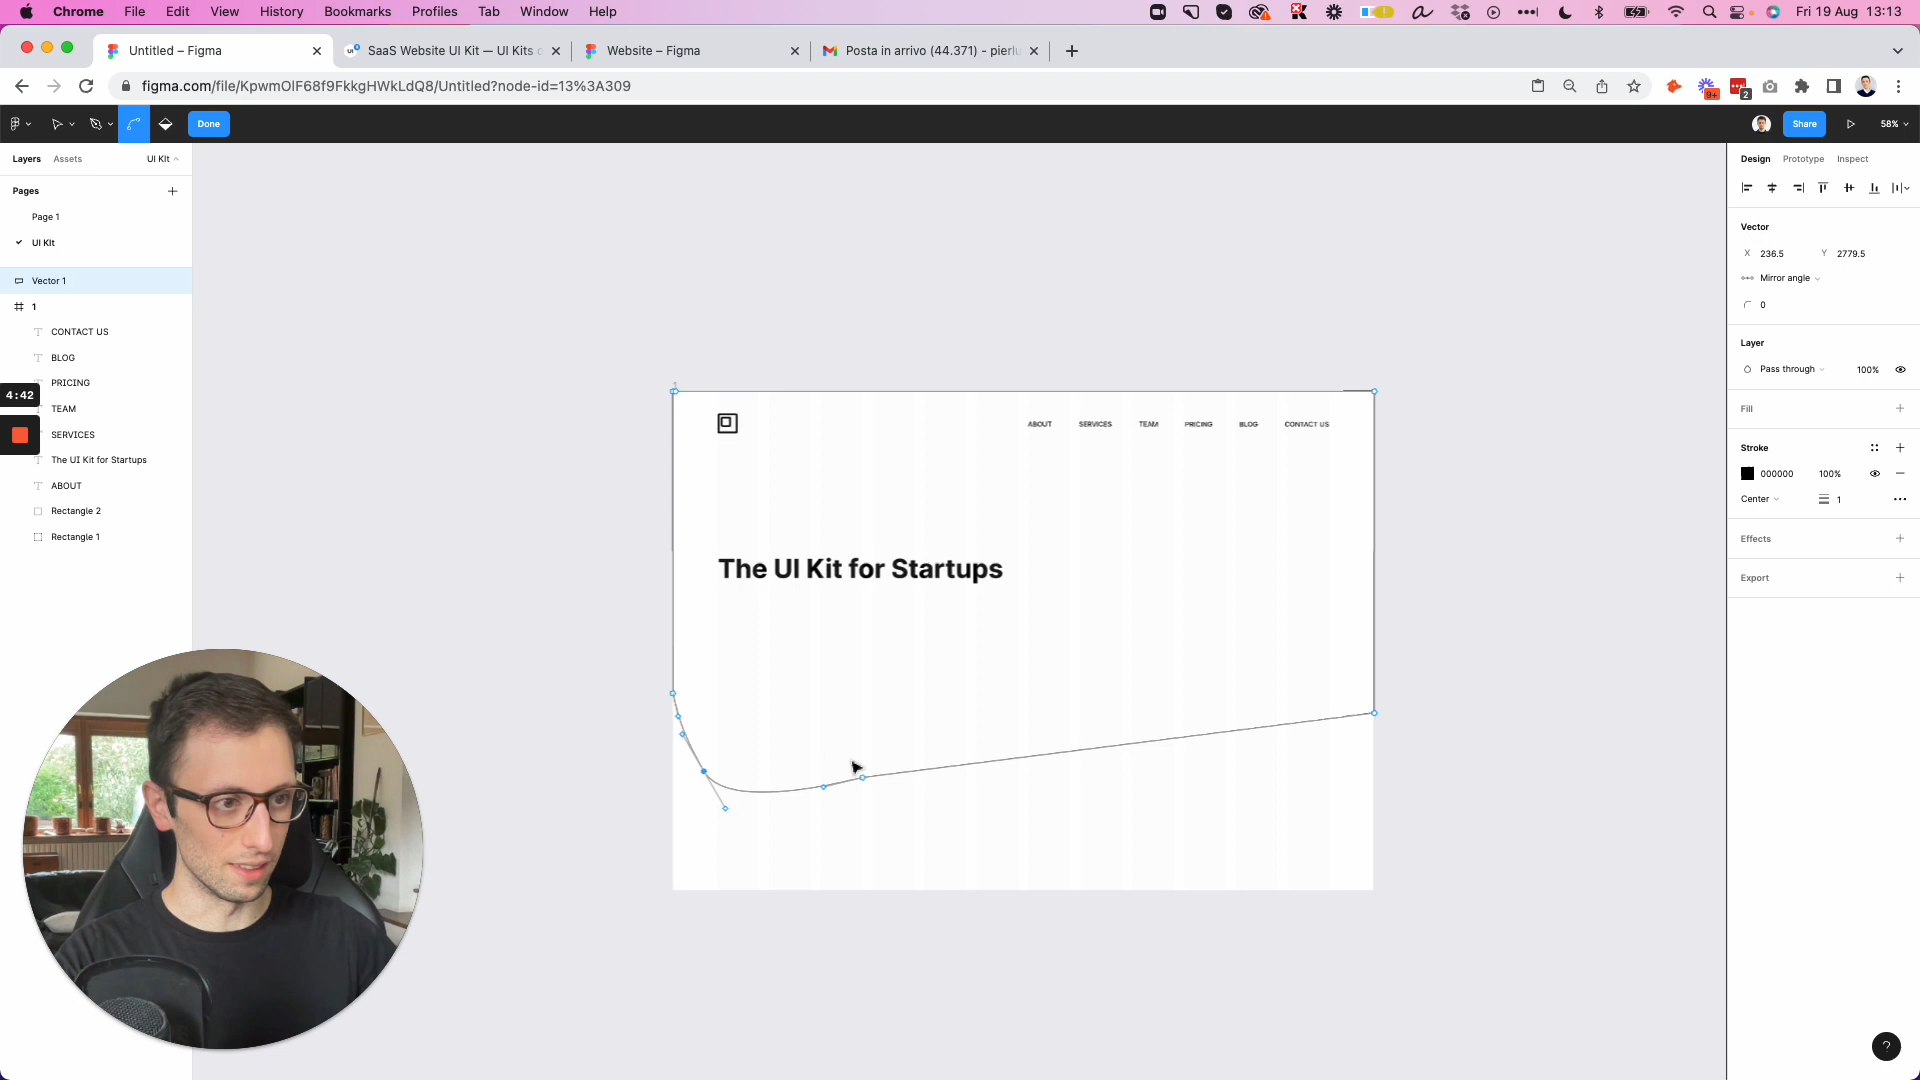 Chrome File Edit View History Bookmarks Profiles Tab Window Help Fri 19 Aug 13:13
Untitled – Figma
SaaS Website UI Kit — UI Kits
Website – Figma
Posta in arrivo (44.371) - pierlu
figma.com/file/KpwmOlF68f9FkkgHWkLdQ8/Untitled?node-id=13%3A309
9+
2
Done
Share
58%
Layers
Assets
UI Kit
Design
Prototype
Inspect
Pages
Page 1
UI KIt
Vector 1
1
CONTACT US
BLOG
PRICING
TEAM
SERVICES
The UI Kit for Startups
ABOUT
Rectangle 2
Rectangle 1
4:42
1
ABOUT SERVICES TEAM PRICING BLOG CONTACT US
The UI Kit for Startups
Vector
X 236.5 Y 2779.5
Mirror angle
0
Layer
Pass through 100%
Fill
Stroke
000000 100%
Center 1
Effects
Export
?